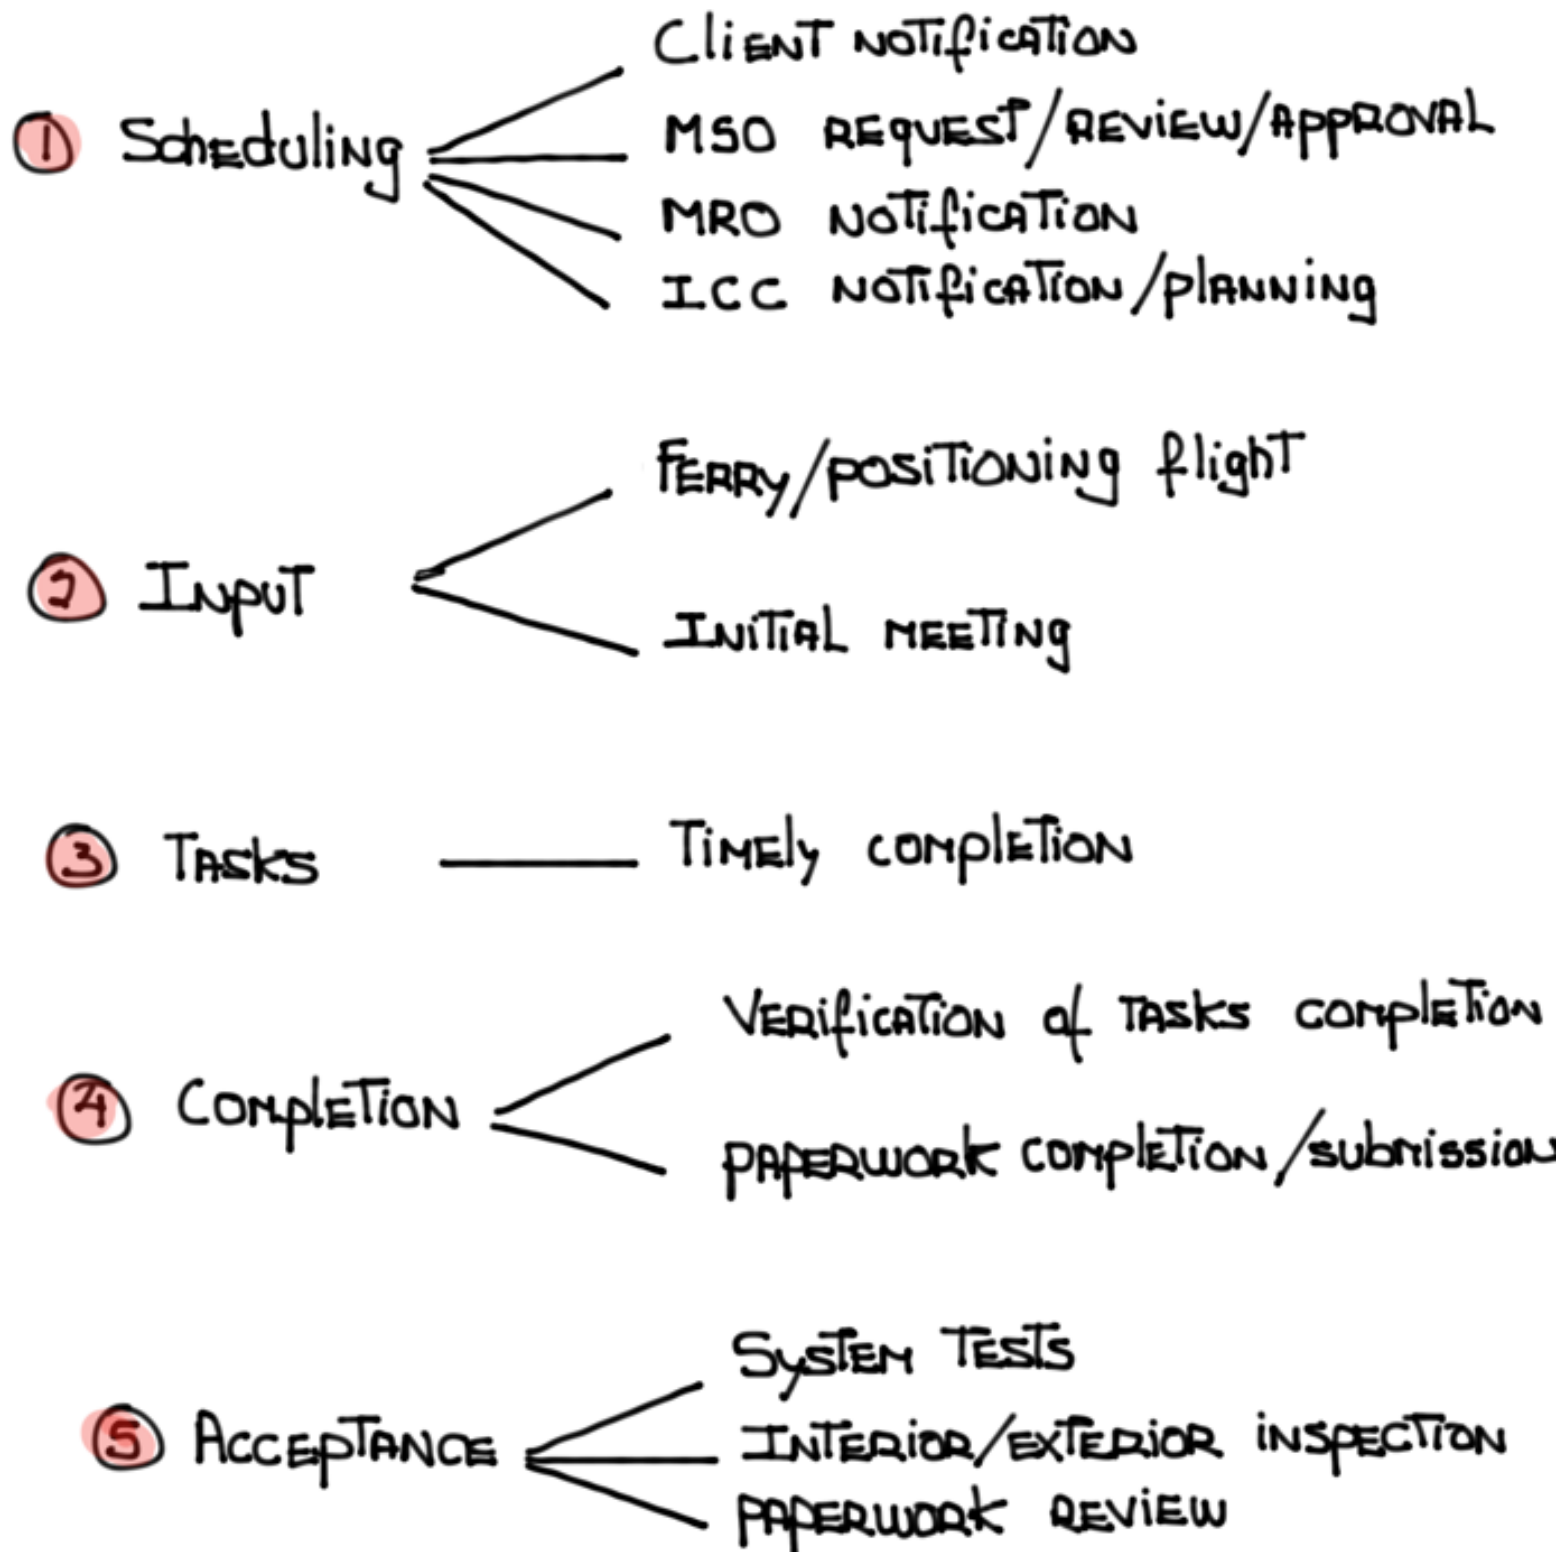 Client notification
① Scheduling
MSO request/review/approval
MRO notification
ICC notification/planning
Ferry/positioning flight
② Input
Initial meeting
③ Tasks
Timely completion
Verification of tasks completion
④ Completion
paperwork completion/submission
System tests
⑤ Acceptance
Interior/exterior inspection
paperwork review